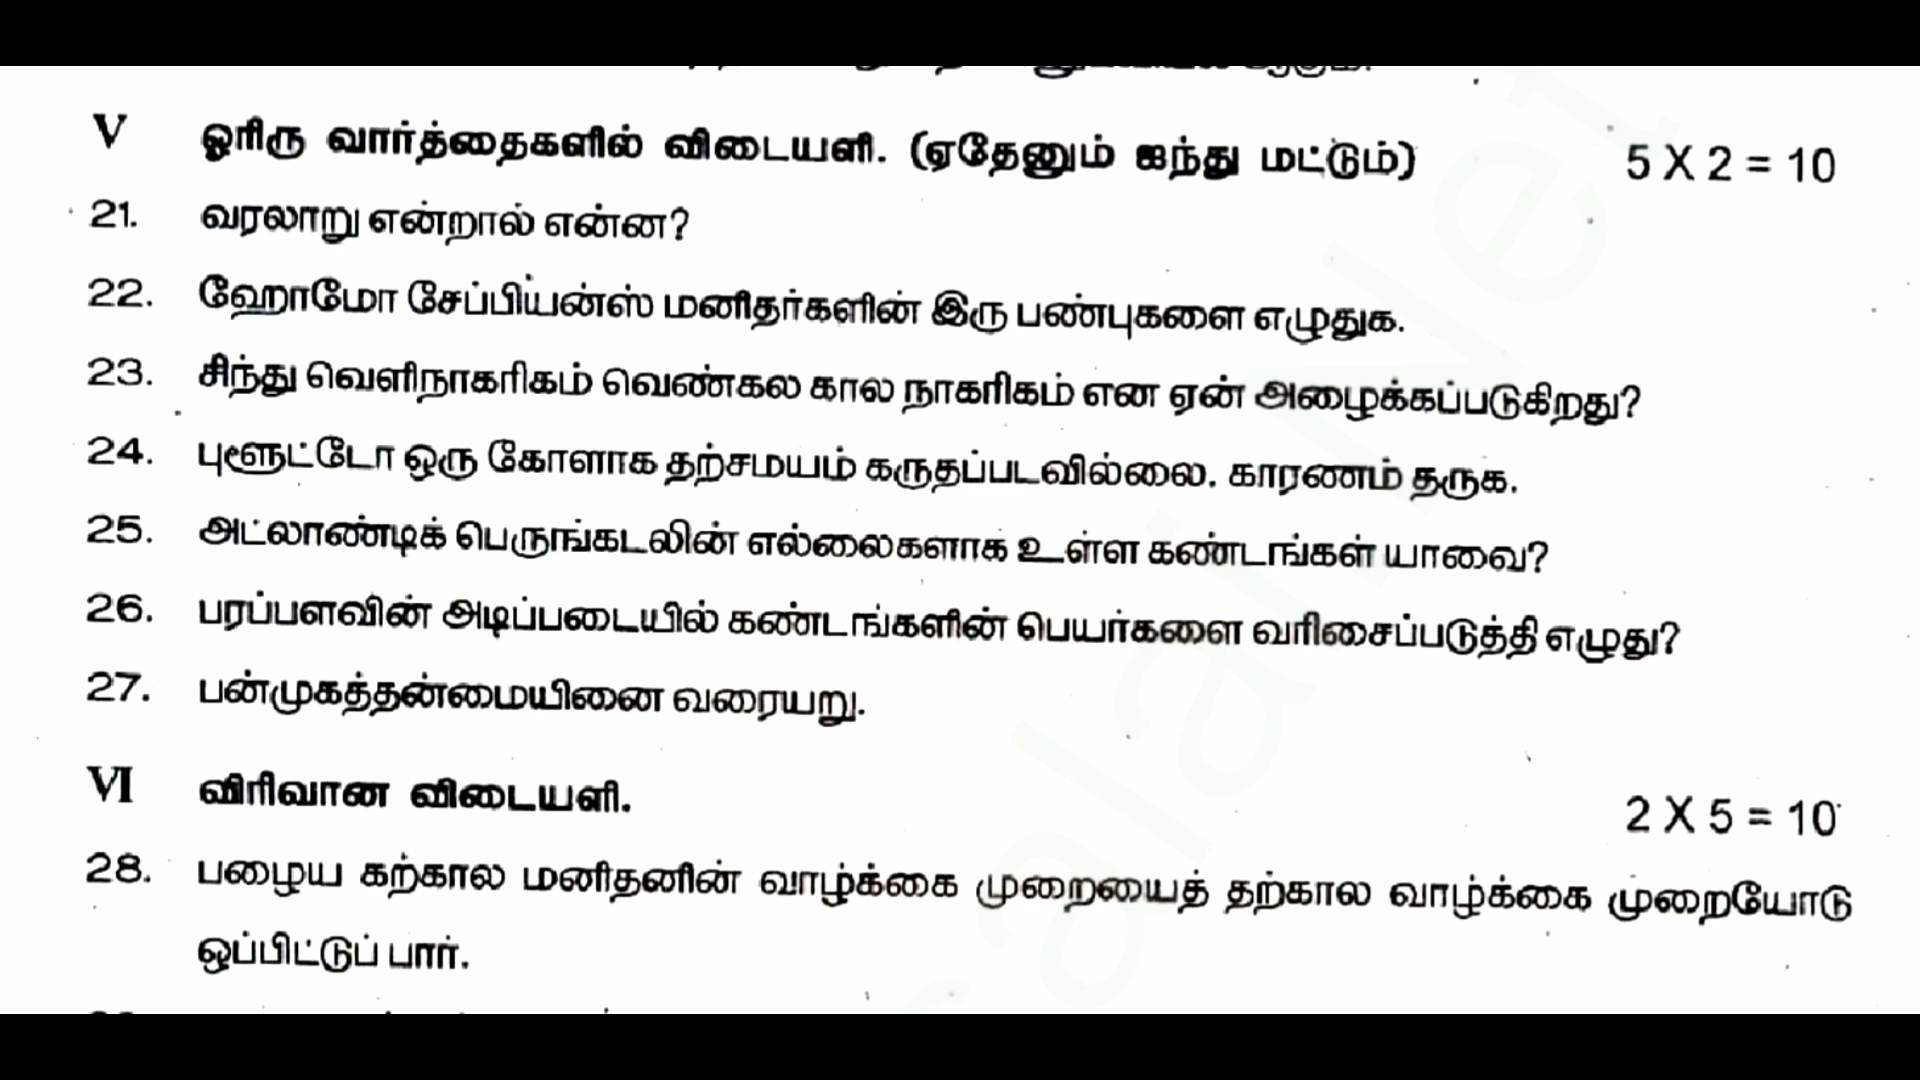 V ஓரிரு வார்த்தைகளில் விடையளி. (ஏதேனும் ஐந்து மட்டும்) 5 X 2 = 10
21. வரலாறு என்றால் என்ன?
22. ஹோமோ சேப்பியன்ஸ் மனிதர்களின் இரு பண்புகளை எழுதுக.
23. சிந்து வெளிநாகரிகம் வெண்கல கால நாகரிகம் என ஏன் அழைக்கப்படுகிறது?
24. புளூட்டோ ஒரு கோளாக தற்சமயம் கருதப்படவில்லை. காரணம் தருக.
25. அட்லாண்டிக் பெருங்கடலின் எல்லைகளாக உள்ள கண்டங்கள் யாவை?
26. பரப்பளவின் அடிப்படையில் கண்டங்களின் பெயர்களை வரிசைப்படுத்தி எழுது?
27. பன்முகத்தன்மையினை வரையறு.
VI விரிவான விடையளி. 2 X 5 = 10
28. பழைய கற்கால மனிதனின் வாழ்க்கை முறையைத் தற்கால வாழ்க்கை முறையோடு
ஒப்பிட்டுப் பார்.